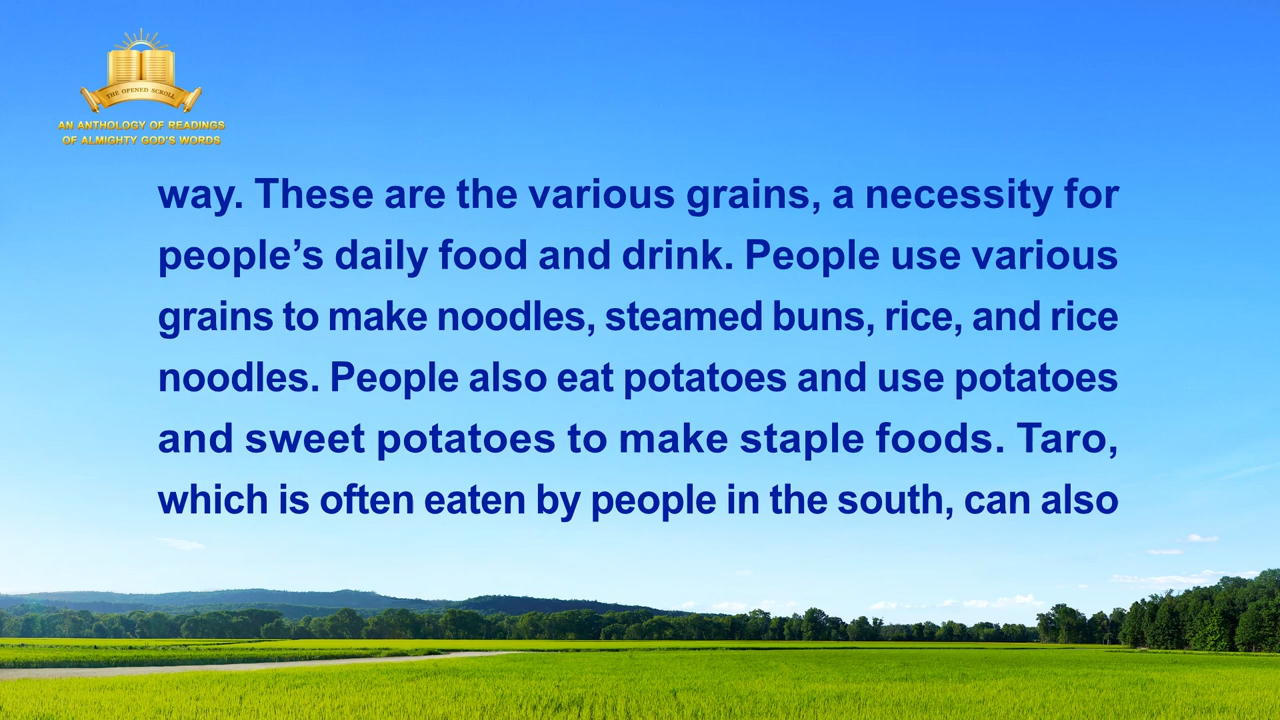 THE OPENED SCROLL
AN ANTHOLOGY OF READINGS
OF ALMIGHTY GOD'S WORDS
way. These are the various grains, a necessity for
people’s daily food and drink. People use various
grains to make noodles, steamed buns, rice, and rice
noodles. People also eat potatoes and use potatoes
and sweet potatoes to make staple foods. Taro,
which is often eaten by people in the south, can also